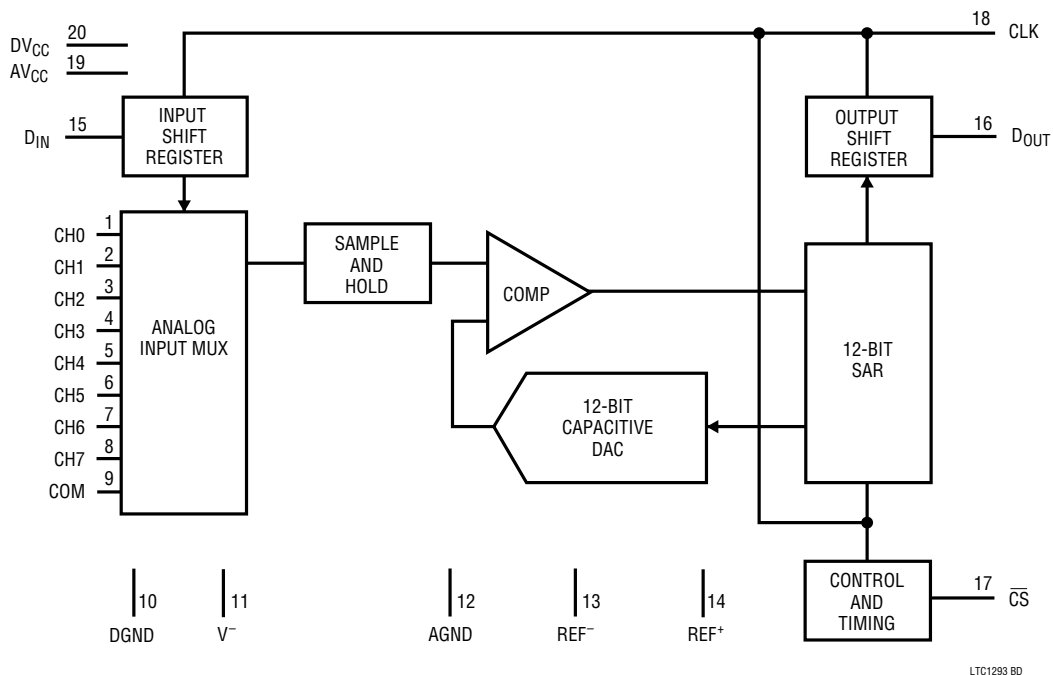 18 CLK
20 DVCC
19 AVCC
INPUT
SHIFT
REGISTER
OUTPUT
SHIFT
REGISTER
15 DIN
16 DOUT
1 CH0
2 CH1
3 CH2
4 CH3
5 CH4
6 CH5
7 CH6
8 CH7
9 COM
ANALOG
INPUT MUX
SAMPLE
AND
HOLD
COMP
12-BIT
CAPACITIVE
DAC
12-BIT
SAR
CONTROL
AND
TIMING
17 C̅S̅
10 DGND
11 V⁻
12 AGND
13 REF⁻
14 REF⁺
LTC1293 BD